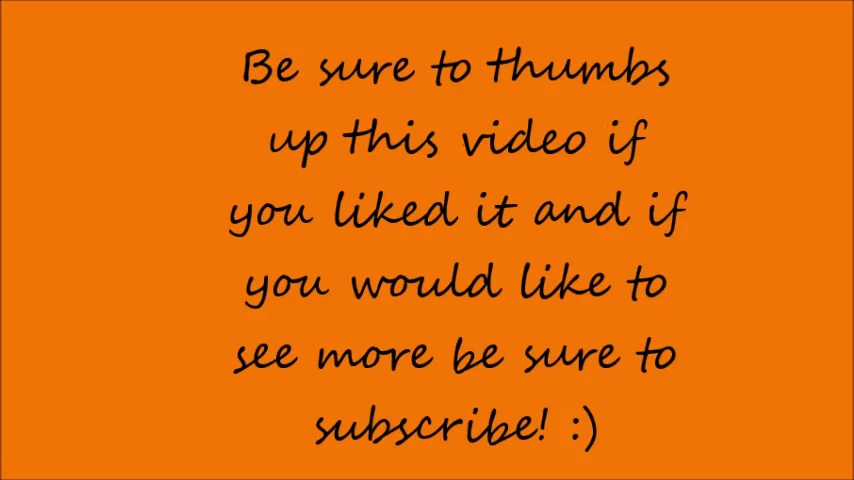 Be sure to thumbs
up this video if
you liked it and if
you would like to
see more be sure to
subscribe! :)